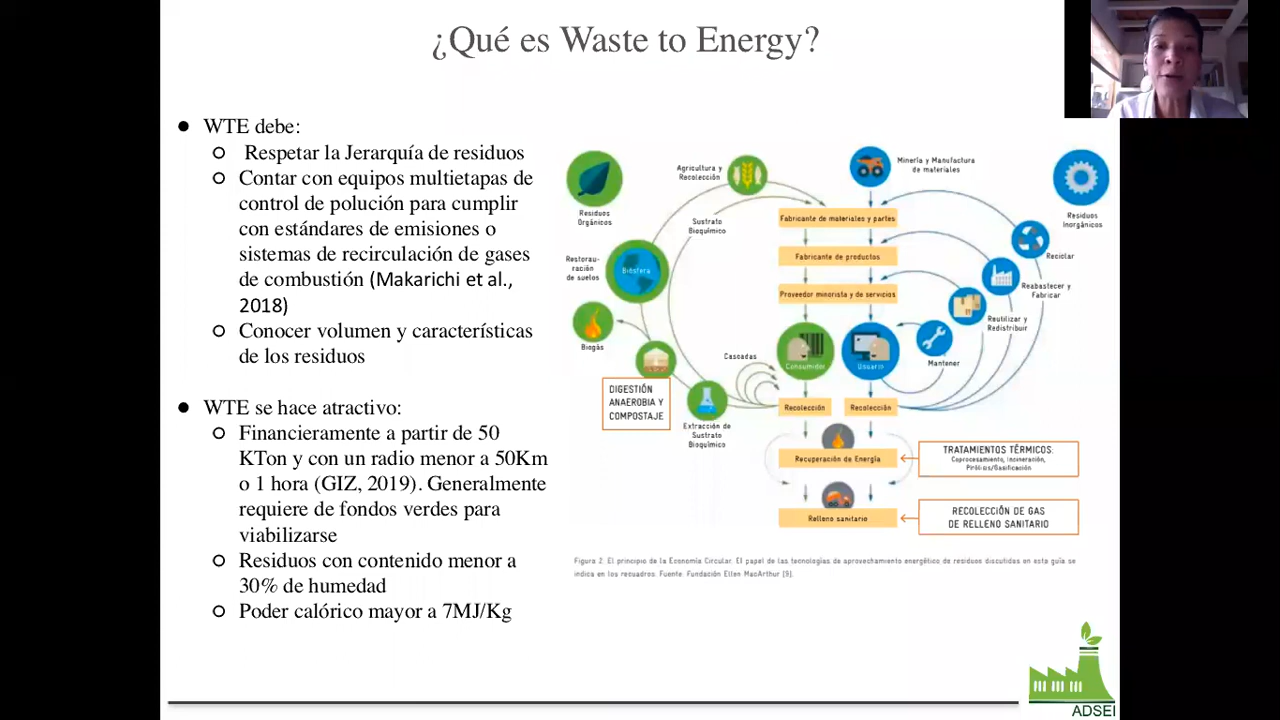 ¿Qué es Waste to Energy?
● WTE debe:
○ Respetar la Jerarquía de residuos
○ Contar con equipos multietapas de
control de polución para cumplir
con estándares de emisiones o
sistemas de recirculación de gases
de combustión (Makarichi et al.,
2018)
○ Conocer volumen y características
de los residuos
● WTE se hace atractivo:
○ Financieramente a partir de 50
KTon y con un radio menor a 50Km
o 1 hora (GIZ, 2019). Generalmente
requiere de fondos verdes para
viabilizarse
○ Residuos con contenido menor a
30% de humedad
○ Poder calórico mayor a 7MJ/Kg
Residuos
Orgánicos
Agricultura y
Recolección
Minería y Manufactura
de materiales
Residuos
Inorgánicos
Sustrato
Bioquímico
Fabricante de materiales y partes
Reciclar
Restorau-
ración
de suelos
Biósfera
Fabricante de productos
Reabastecer y
Fabricar
Proveedor minorista y de servicios
Reutilizar y
Redistribuir
Biogás
Cascadas
Consumidor
Usuario
Mantener
DIGESTIÓN
ANAEROBIA Y
COMPOSTAJE
Extracción de
Sustrato
Bioquímico
Recolección
Recolección
Recuperación de Energía
TRATAMIENTOS TÉRMICOS:
Coprocesamiento, Incineración,
Pirólisis/Gasificación
Relleno sanitario
RECOLECCIÓN DE GAS
DE RELLENO SANITARIO
Figura 2: El principio de la Economía Circular. El papel de las tecnologías de aprovechamiento energético de residuos discutidas en esta guía se
indica en los recuadros. Fuente: Fundación Ellen MacArthur [9].
ADSEI